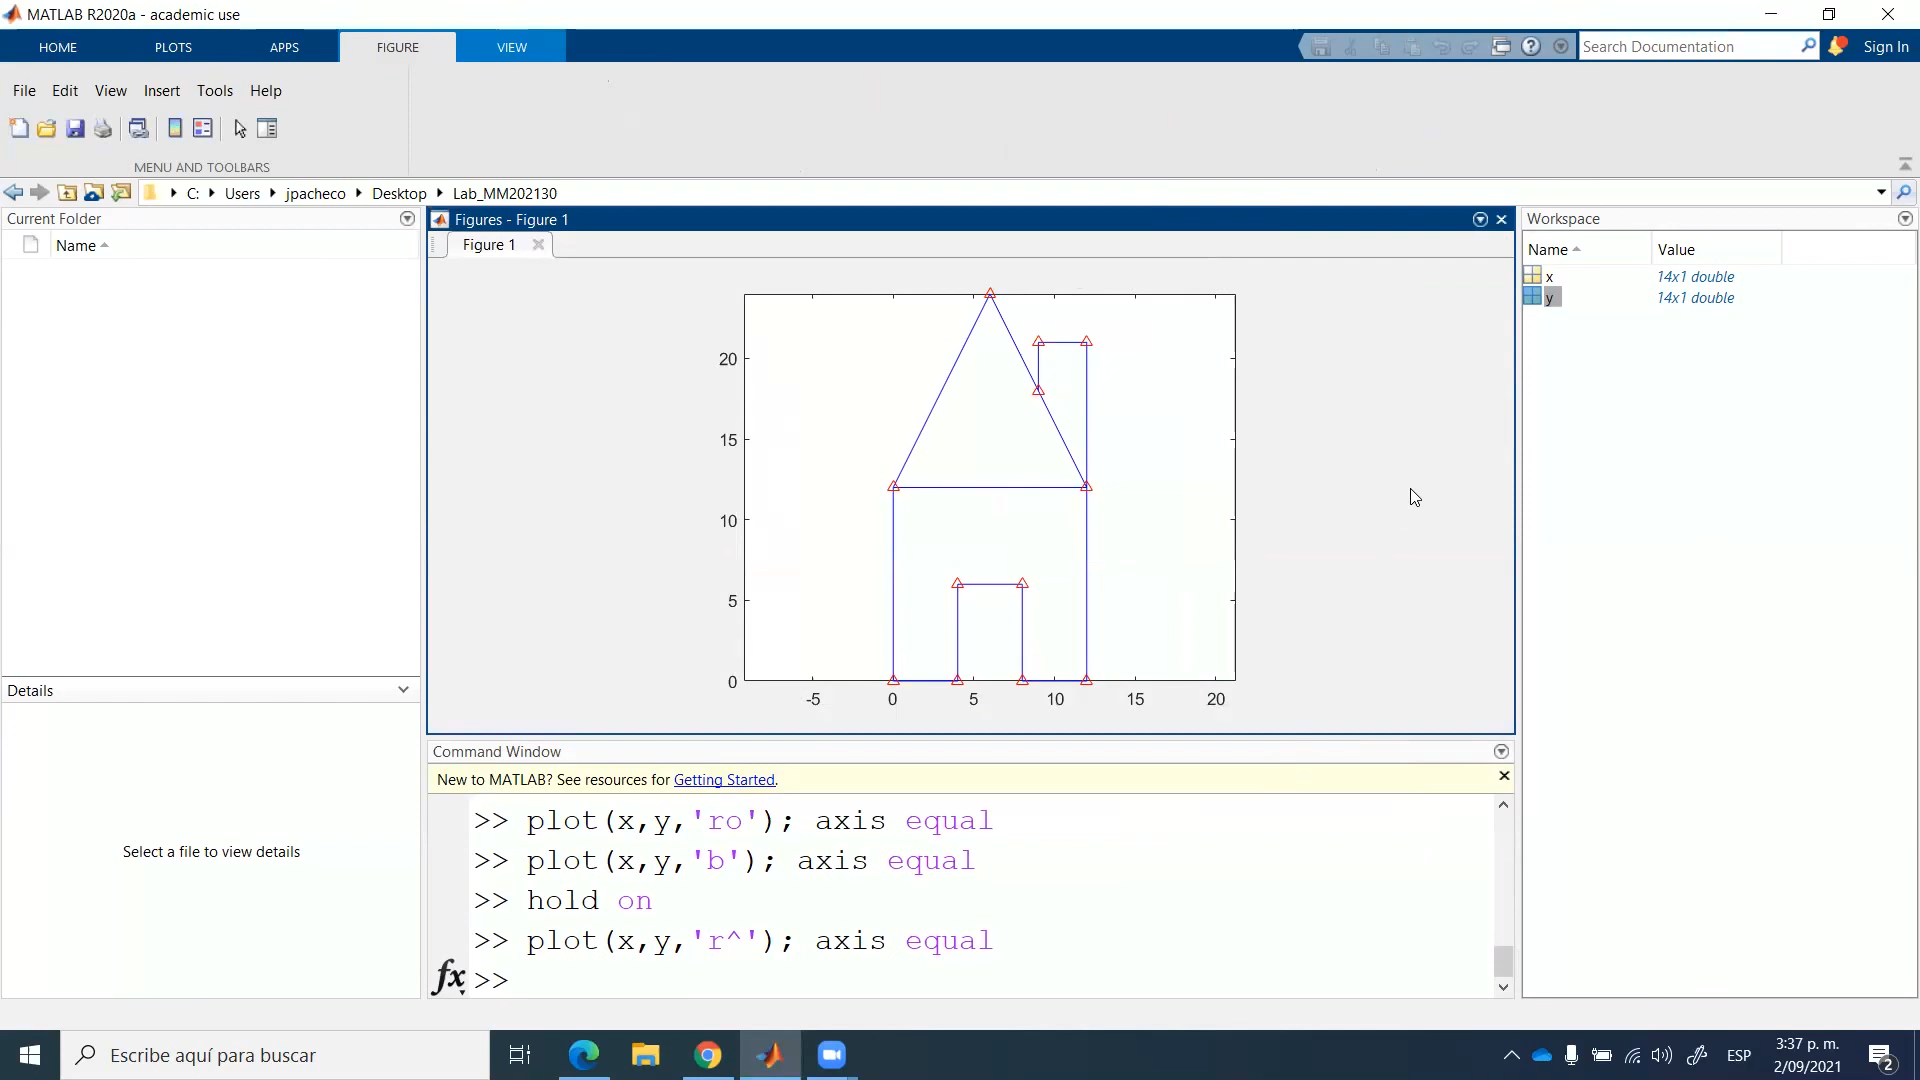 MATLAB R2020a - academic use
HOME PLOTS APPS FIGURE VIEW
Search Documentation
Sign In
File Edit View Insert Tools Help
MENU AND TOOLBARS
C: Users jpacheco Desktop Lab_MM202130
Current Folder
Name
Details
Select a file to view details
Figures - Figure 1
Figure 1
20
15
10
5
0
-5 0 5 10 15 20
Command Window
New to MATLAB? See resources for Getting Started.
>> plot(x,y,'ro'); axis equal
>> plot(x,y,'b'); axis equal
>> hold on
>> plot(x,y,'r^'); axis equal
fx >>
Workspace
Name Value
x 14x1 double
y 14x1 double
Escribe aquí para buscar
ESP
3:37 p. m.
2/09/2021
2